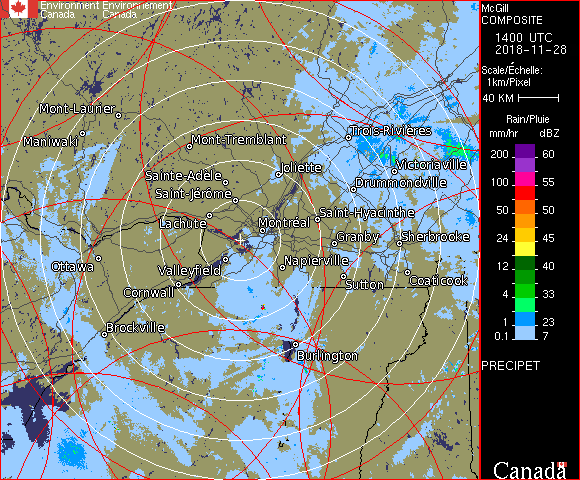 Environment Environnement
Canada Canada
McGill
COMPOSITE
1400 UTC
2018-11-28
Scale/Échelle:
1km/Pixel
40 KM
Rain/Pluie
mm/hr dBZ
200 60
100 55
50 50
24 45
12 40
4 33
1 23
0.1 7
PRECIPET
Canada
Mont-Laurier
Maniwaki
Mont-Tremblant
Trois-Rivières
Victoriaville
Joliette
Sainte-Adèle
Drummondville
Saint-Jérôme
Saint-Hyacinthe
Lachute
Montréal
Granby
Sherbrooke
Ottawa
Valleyfield
Napierville
Sutton
Coaticook
Cornwall
Brockville
Burlington